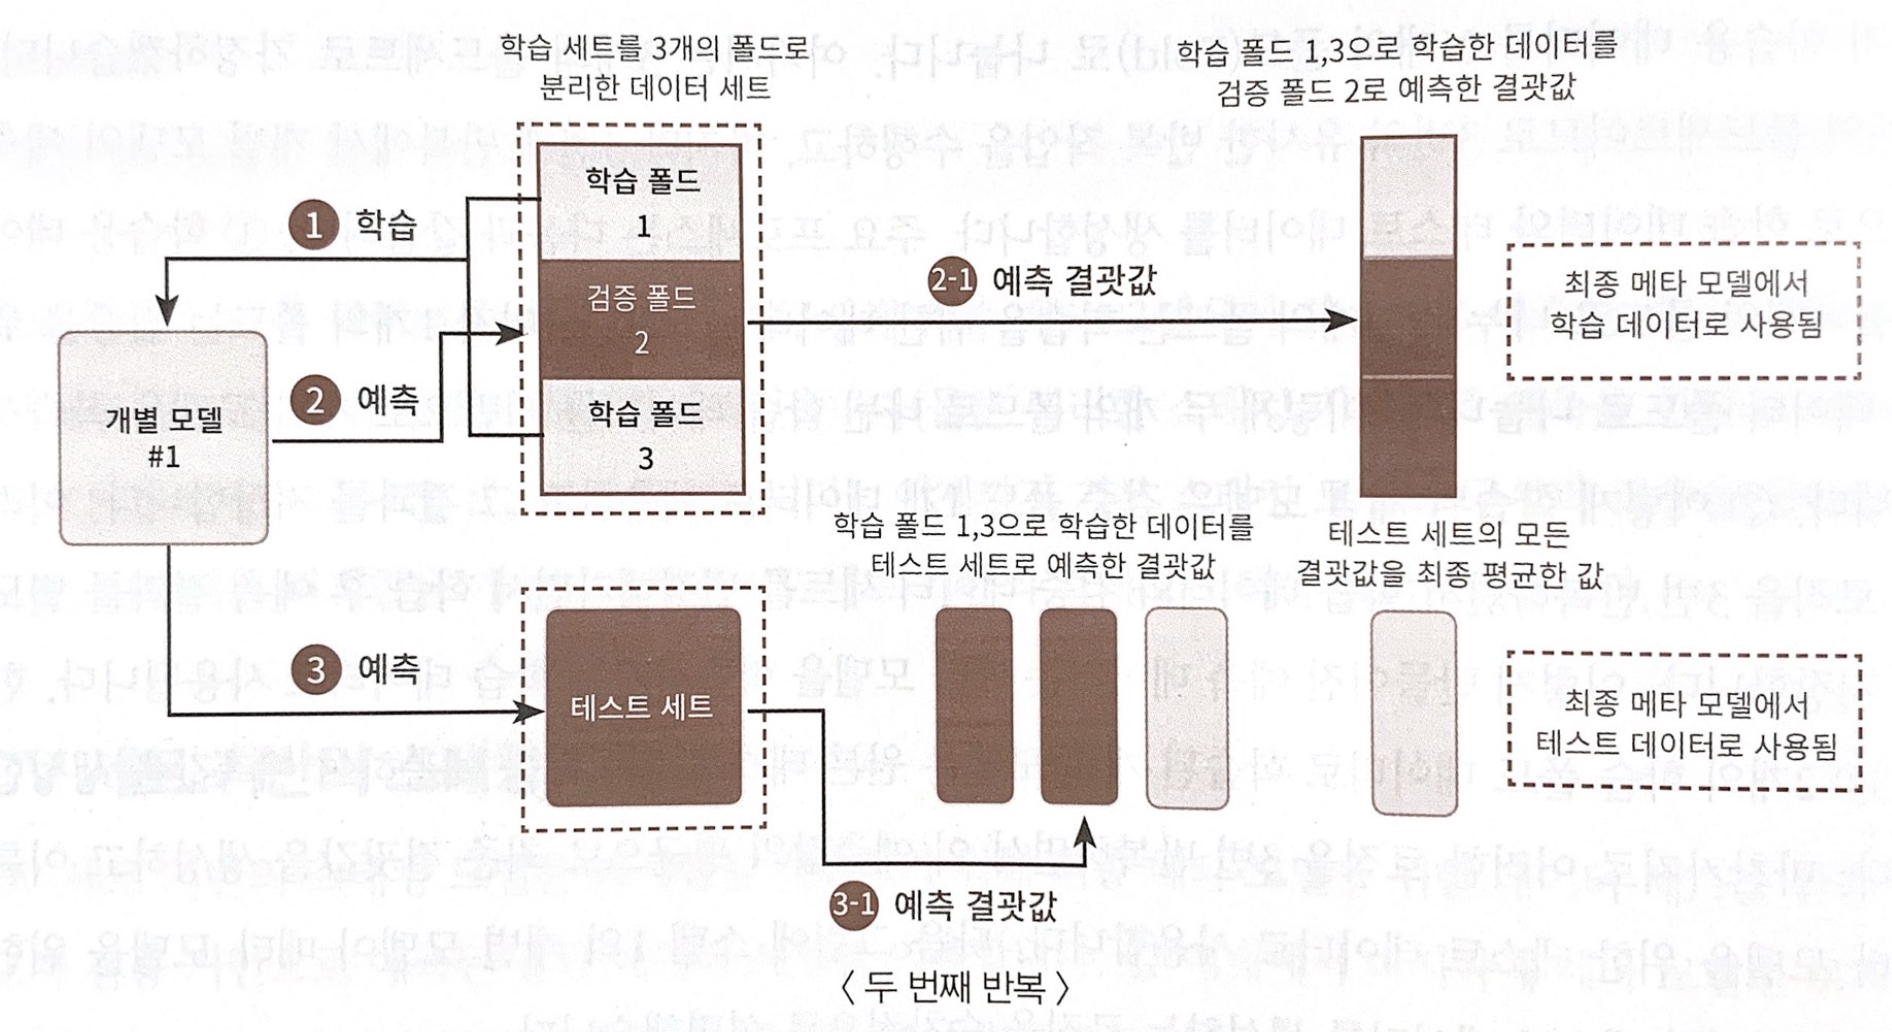 학습 세트를 3개의 폴드로
분리한 데이터 세트
학습 폴드 1,3으로 학습한 데이터를
검증 폴드 2로 예측한 결괏값
1 학습
학습 폴드
1
검증 폴드
2
학습 폴드
3
2 예측
개별 모델
#1
2-1 예측 결괏값
최종 메타 모델에서
학습 데이터로 사용됨
학습 폴드 1,3으로 학습한 데이터를
테스트 세트로 예측한 결괏값
테스트 세트의 모든
결괏값을 최종 평균한 값
3 예측
테스트 세트
최종 메타 모델에서
테스트 데이터로 사용됨
3-1 예측 결괏값
〈 두 번째 반복 〉